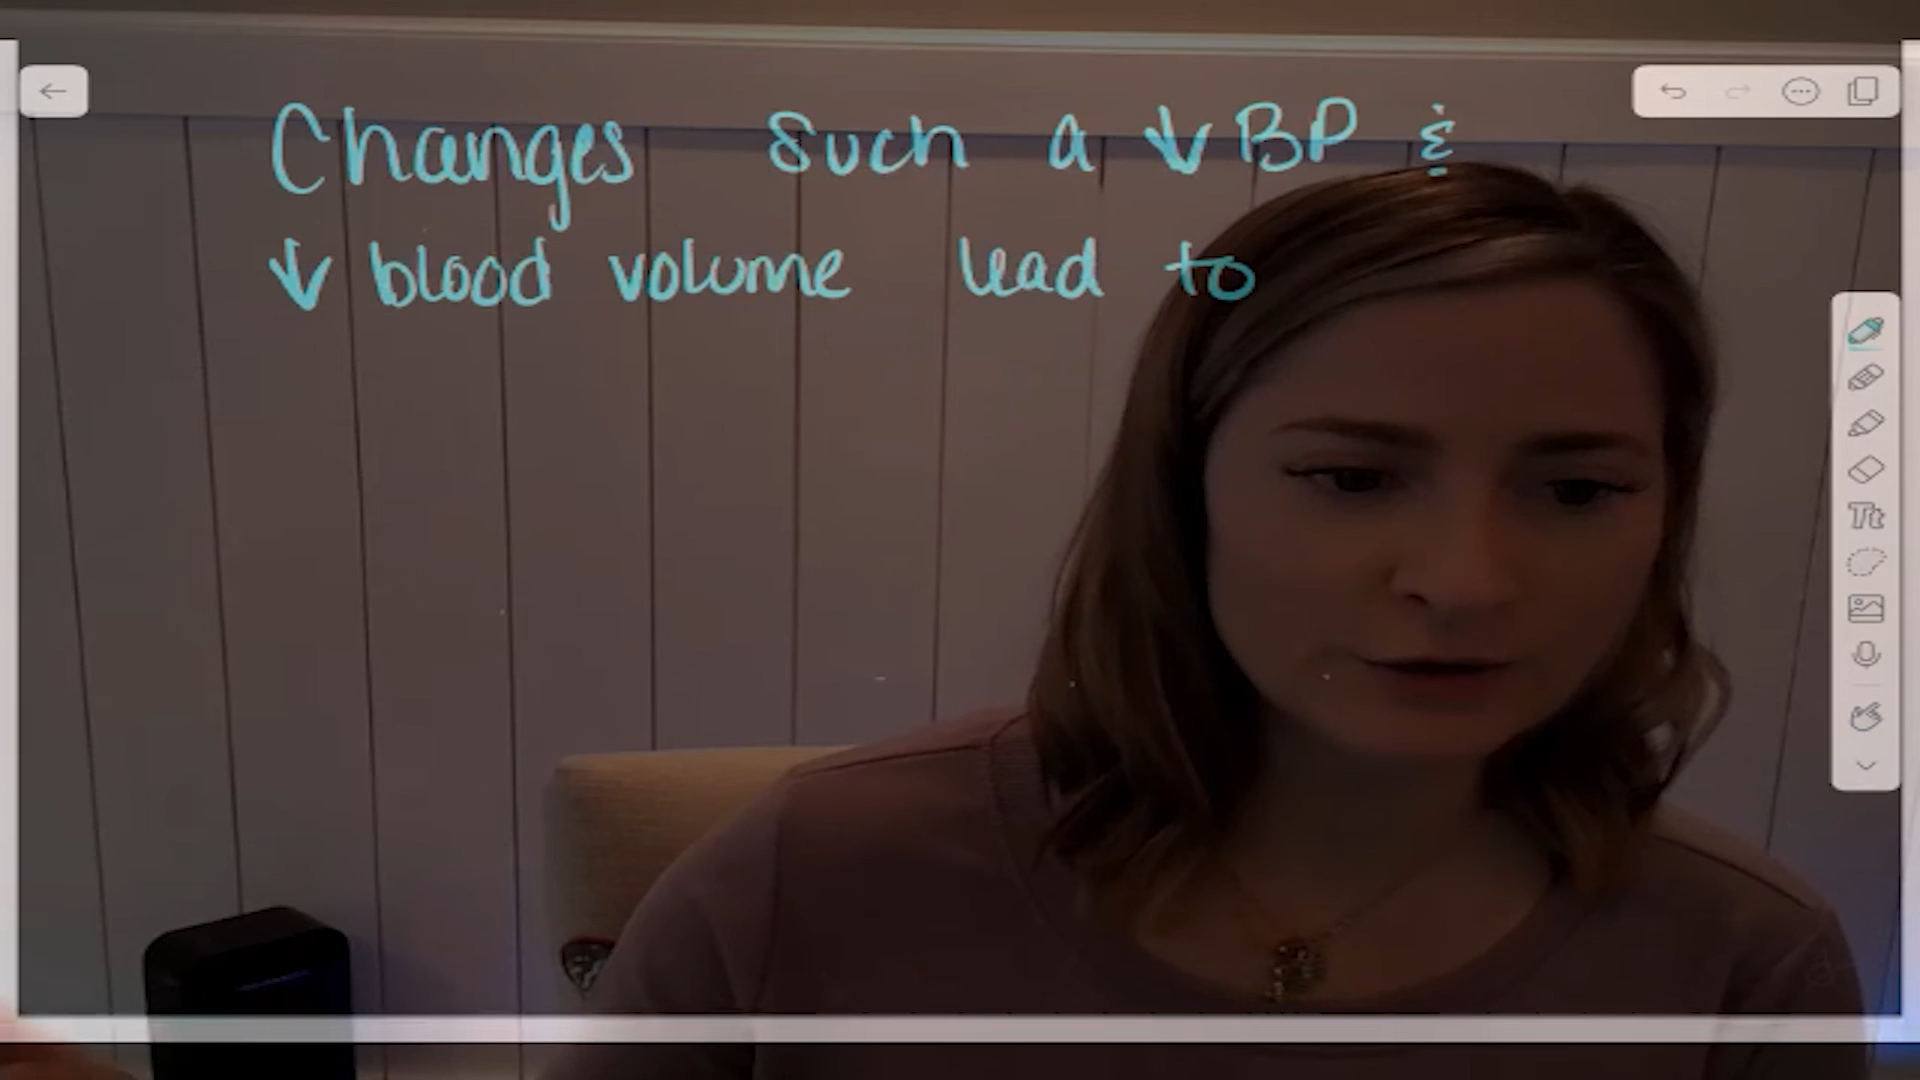 Changes such a ↓ BP &
↓ blood volume lead to